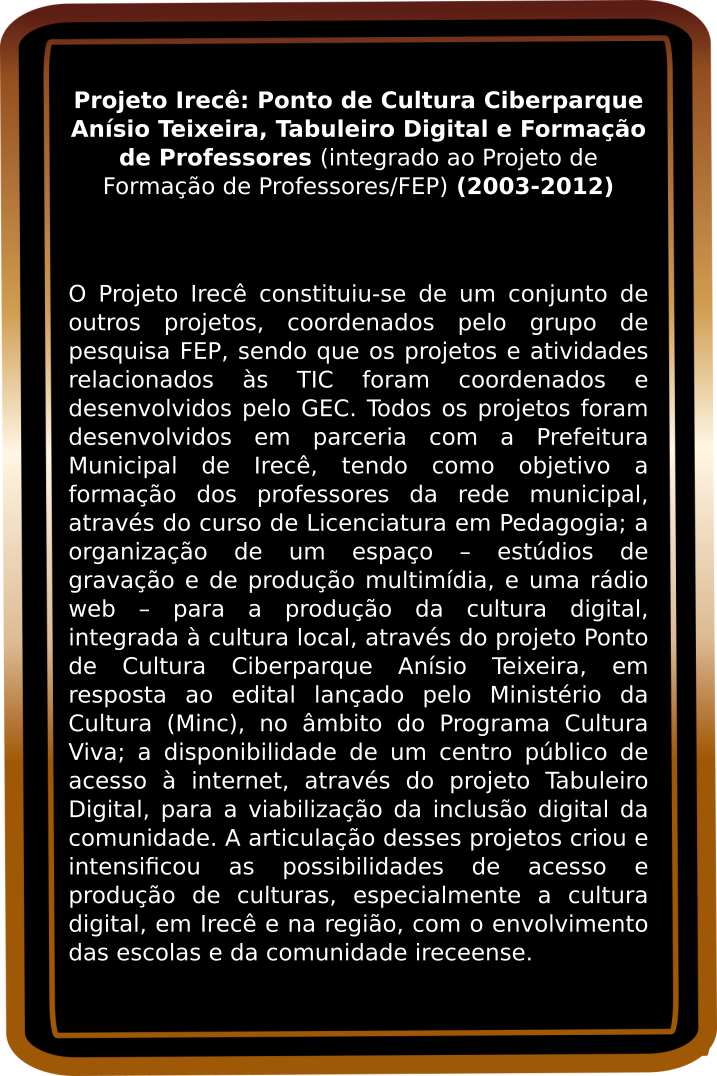 Projeto Irecê: Ponto de Cultura Ciberparque
Anísio Teixeira, Tabuleiro Digital e Formação
de Professores (integrado ao Projeto de
Formação de Professores/FEP) (2003-2012)
O Projeto Irecê constituiu-se de um conjunto de
outros projetos, coordenados pelo grupo de
pesquisa FEP, sendo que os projetos e atividades
relacionados às TIC foram coordenados e
desenvolvidos pelo GEC. Todos os projetos foram
desenvolvidos em parceria com a Prefeitura
Municipal de Irecê, tendo como objetivo a
formação dos professores da rede municipal,
através do curso de Licenciatura em Pedagogia; a
organização de um espaço – estúdios de
gravação e de produção multimídia, e uma rádio
web – para a produção da cultura digital,
integrada à cultura local, através do projeto Ponto
de Cultura Ciberparque Anísio Teixeira, em
resposta ao edital lançado pelo Ministério da
Cultura (Minc), no âmbito do Programa Cultura
Viva; a disponibilidade de um centro público de
acesso à internet, através do projeto Tabuleiro
Digital, para a viabilização da inclusão digital da
comunidade. A articulação desses projetos criou e
intensificou as possibilidades de acesso e
produção de culturas, especialmente a cultura
digital, em Irecê e na região, com o envolvimento
das escolas e da comunidade ireceense.